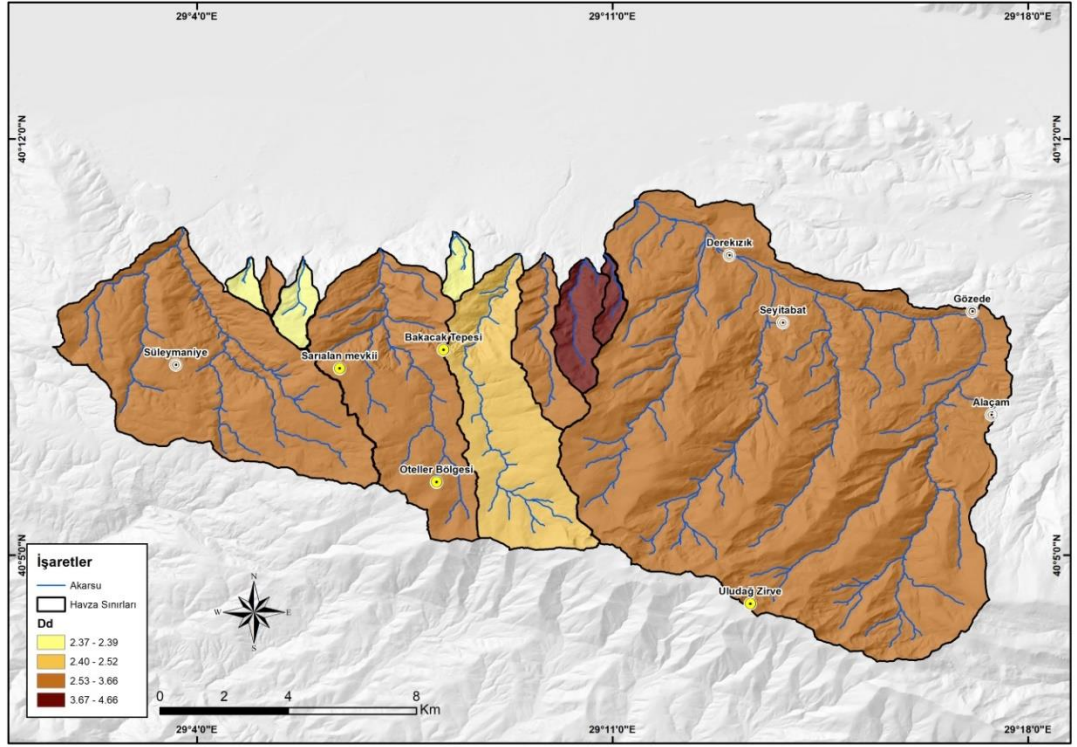 29°4'0"E
29°11'0"E
29°18'0"E
40°12'0"N
40°12'0"N
Derekızık
Gözede
Seyitabat
Bakacak Tepesi
Süleymaniye
Sarıalan mevkii
Alaçam
Oteller Bölgesi
40°5'0"N
40°5'0"N
Uludağ Zirve
İşaretler
Akarsu
Havza Sınırları
Dd
2.37 - 2.39
2.40 - 2.52
2.53 - 3.66
3.67 - 4.66
N
W
E
S
0 2 4 8
Km
29°4'0"E
29°11'0"E
29°18'0"E